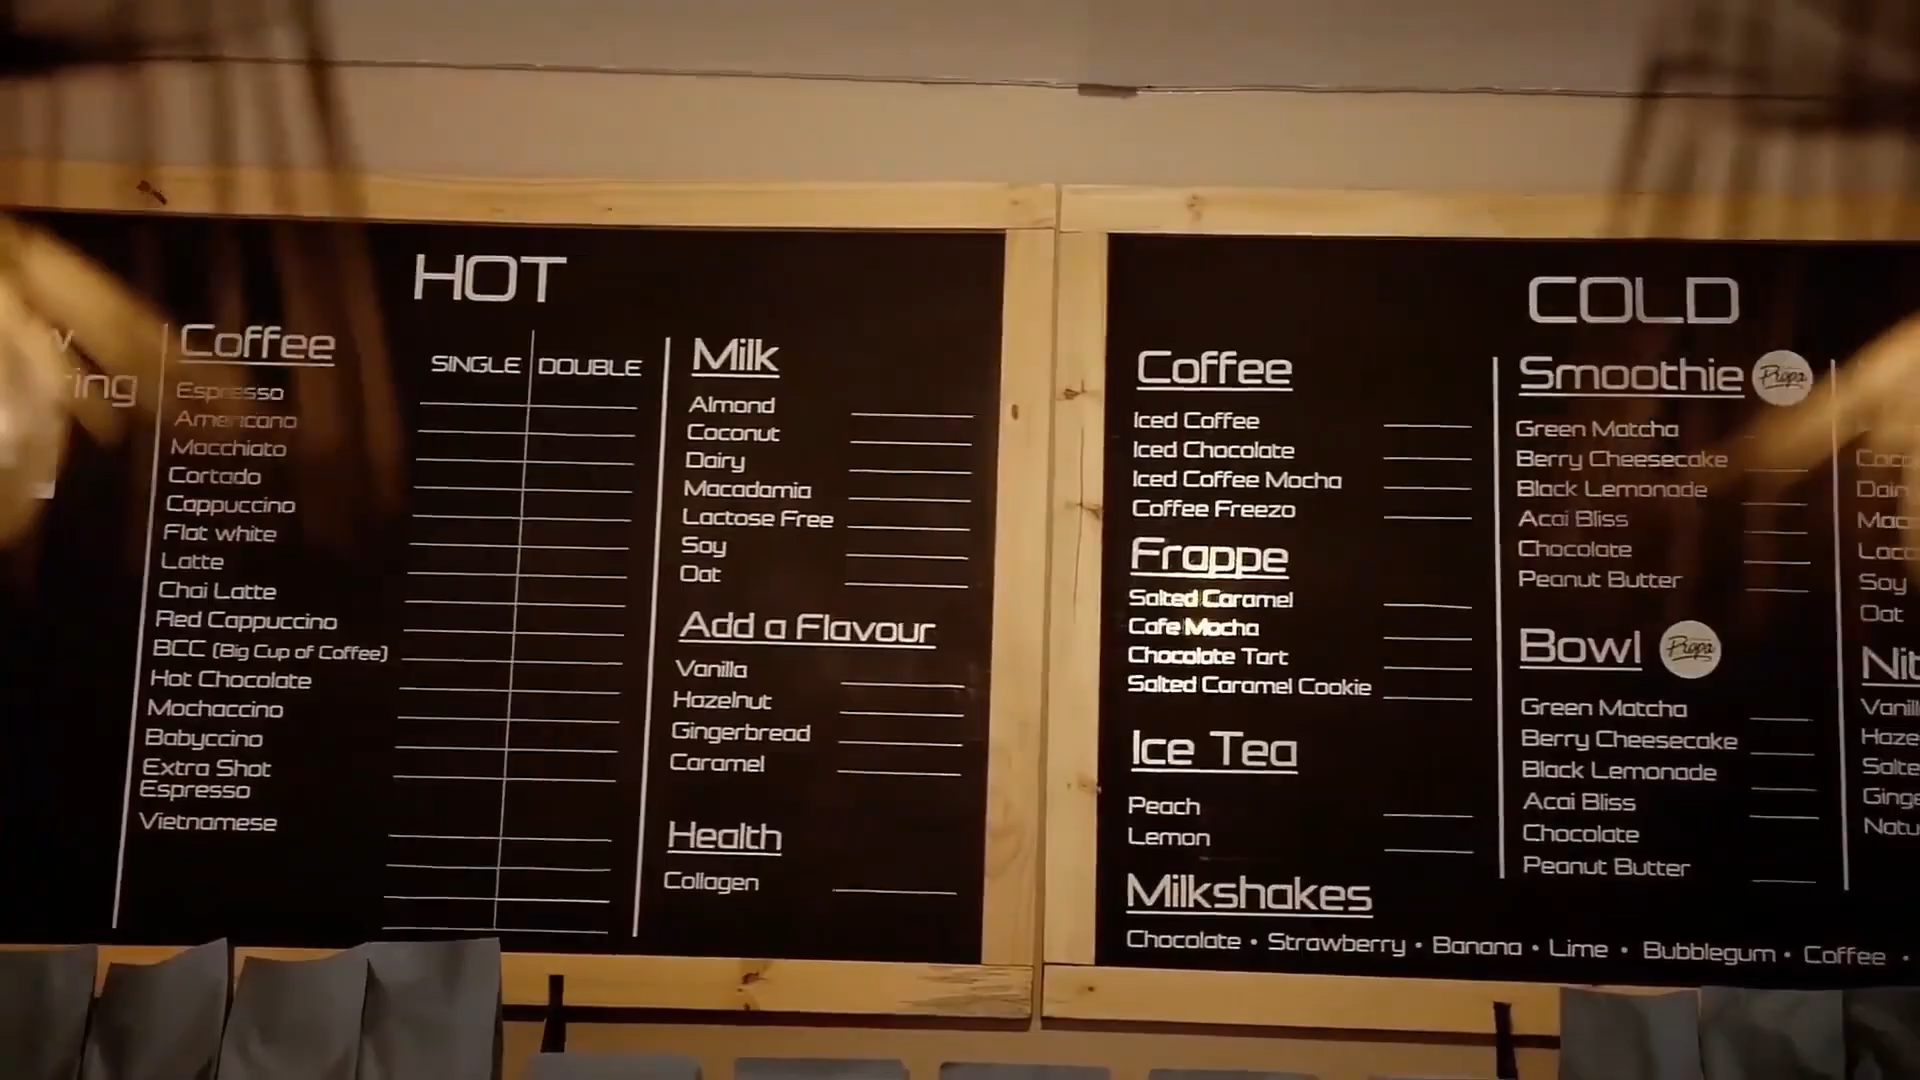 HOT
Coffee
SINGLE DOUBLE
Espresso
Americano
Macchiato
Cortado
Cappuccino
Flat white
Latte
Chai Latte
Red Cappuccino
BCC (Big Cup of Coffee)
Hot Chocolate
Mochaccino
Babyccino
Extra Shot
Espresso
Vietnamese
Milk
Almond
Coconut
Dairy
Macadamia
Lactose Free
Soy
Oat
Add a Flavour
Vanilla
Hazelnut
Gingerbread
Caramel
Health
Collagen
COLD
Coffee
Iced Coffee
Iced Chocolate
Iced Coffee Mocha
Coffee Freezo
Frappe
Salted Caramel
Cafe Mocha
Chocolate Tart
Salted Caramel Cookie
Ice Tea
Peach
Lemon
Milkshakes
Chocolate • Strawberry • Banana • Lime • Bubblegum • Coffee •
Smoothie
Propa
Green Matcha
Berry Cheesecake
Black Lemonade
Acai Bliss
Chocolate
Peanut Butter
Bowl
Propa
Green Matcha
Berry Cheesecake
Black Lemonade
Acai Bliss
Chocolate
Peanut Butter
Soy
Oat